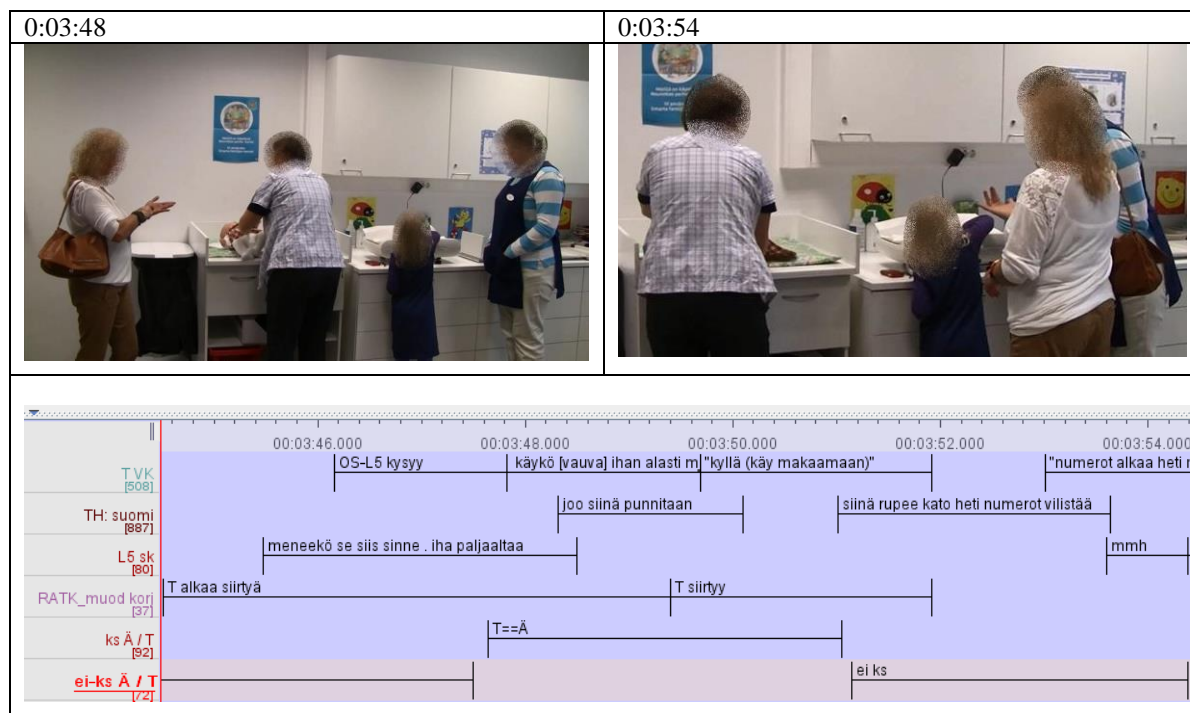 0:03:48
0:03:54
00:03:46.000 00:03:48.000 00:03:50.000 00:03:52.000 00:03:54.000
T VK
[508]
OS-L5 kysyy
käykö [vauva] ihan alasti m
"kyllä (käy makaamaan)"
"numerot alkaa heti
TH: suomi
[887]
joo siinä punnitaan
siinä rupee kato heti numerot vilistää
L5 sk
[80]
meneekö se siis sinne . iha paljaaltaa
mmh
RATK_muod korj
[37]
T alkaa siirtyä
T siirtyy
ks Ä / T
[92]
T==Ä
ei-ks Ä / T
[72]
ei ks